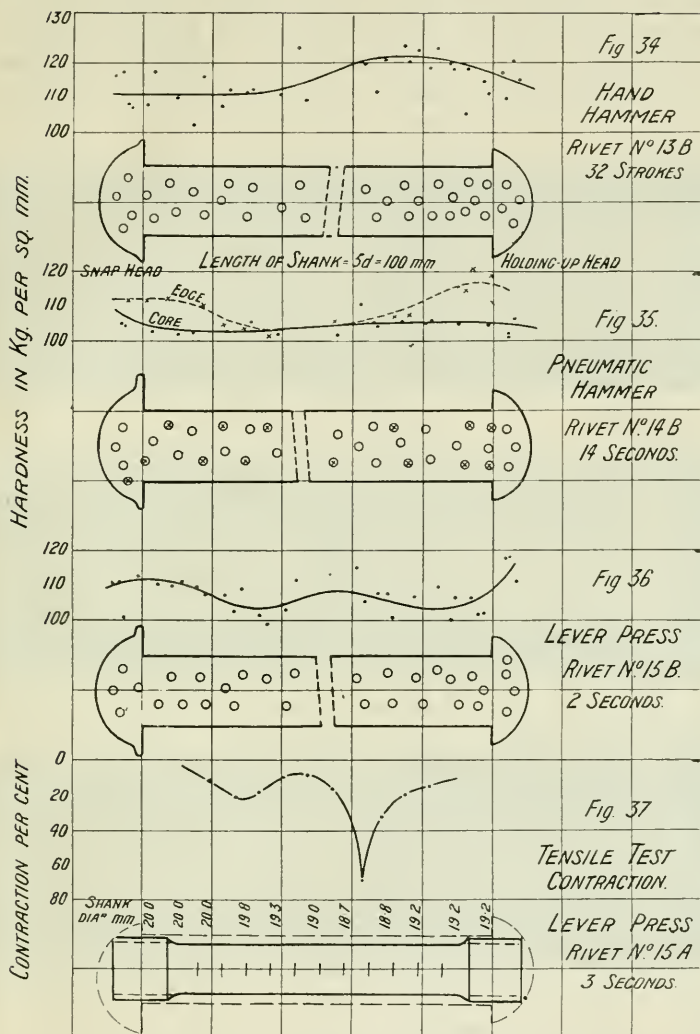 130
120
110
100
Fig 34
HAND
HAMMER
RIVET Nº 13 B
32 STROKES
HARDNESS IN Kg. PER SQ. mm.
SNAP HEAD
LENGTH OF SHANK = 5d = 100 mm
HOLDING-UP HEAD
120
110
100
EDGE
CORE
Fig 35.
PNEUMATIC
HAMMER
RIVET Nº 14 B
14 SECONDS.
120
110
100
Fig 36
LEVER PRESS
RIVET Nº 15 B.
2 SECONDS.
CONTRACTION PER CENT
0
20
40
60
80
Fig. 37
TENSILE TEST
CONTRACTION.
SHANK
DIAᴿ mm.
20.0 20.0 20.0 19.8 19.3 19.0 18.7 18.8 19.2 19.2 19.2
LEVER PRESS
RIVET Nº 15 A
3 SECONDS.